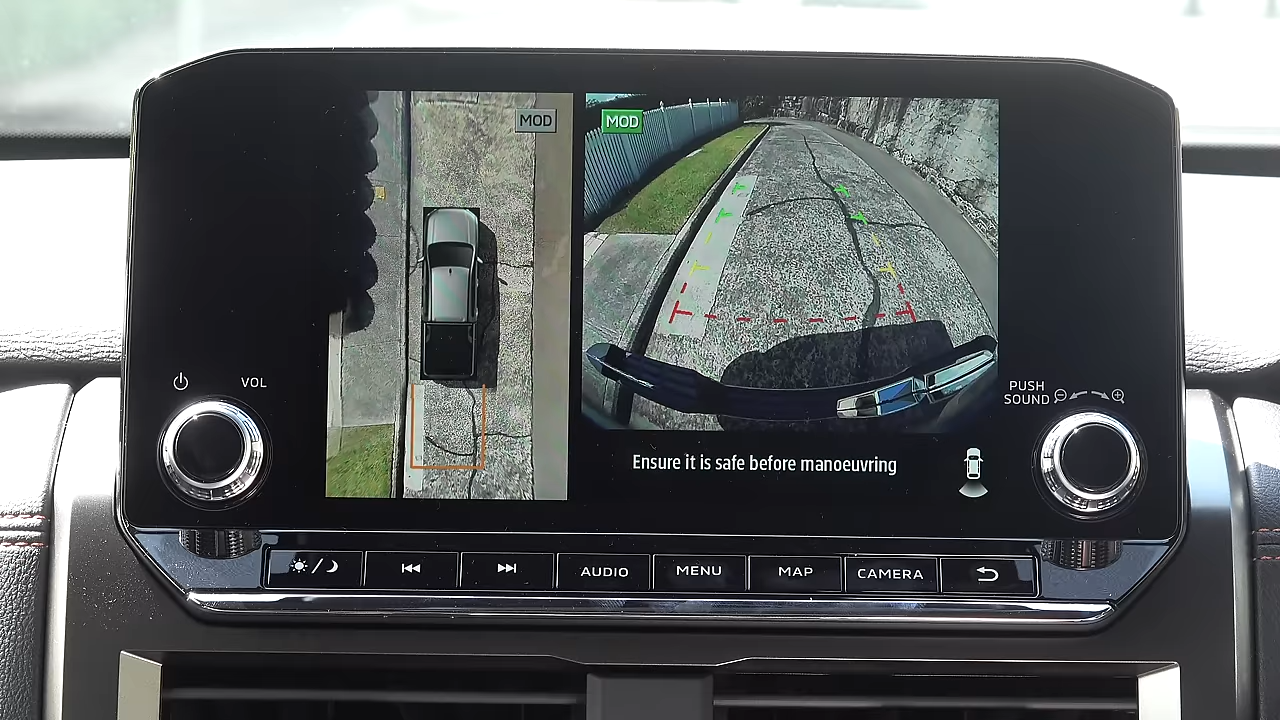 MOD
MOD
VOL
PUSH
SOUND
Ensure it is safe before manoeuvring
AUDIO
MENU
MAP
CAMERA